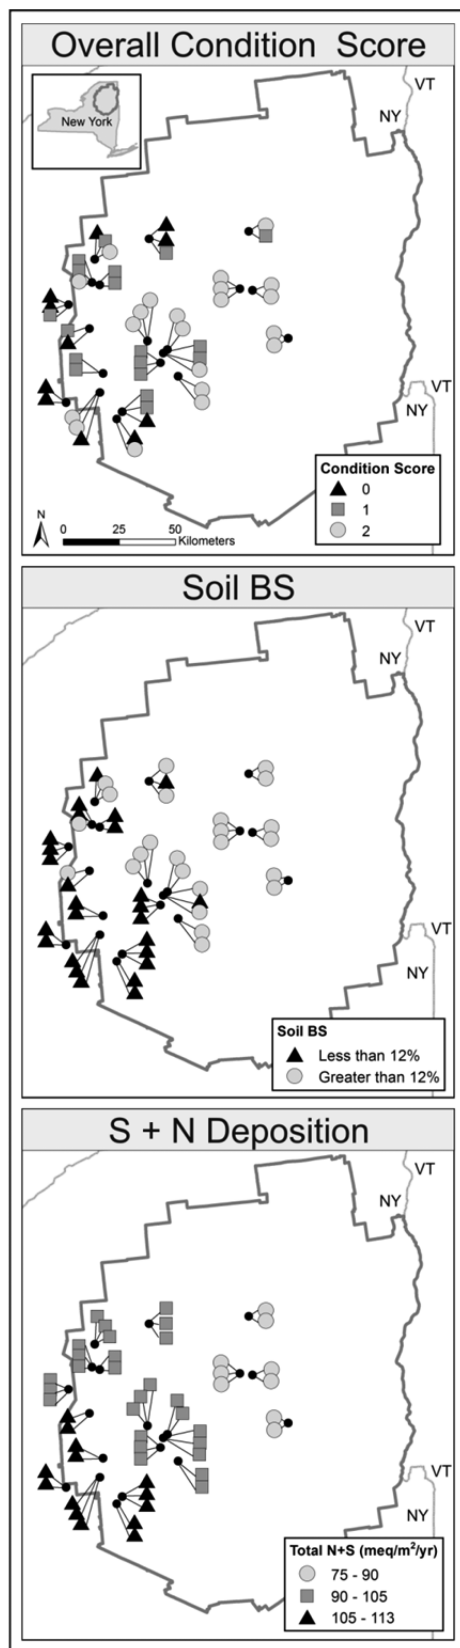 Overall Condition Score
VT
NY
New York
VT
NY
Condition Score
0
1
2
N
0 25 50
Kilometers
Soil BS
VT
NY
VT
NY
Soil BS
Less than 12%
Greater than 12%
S + N Deposition
VT
NY
VT
NY
Total N+S (meq/m²/yr)
75 - 90
90 - 105
105 - 113